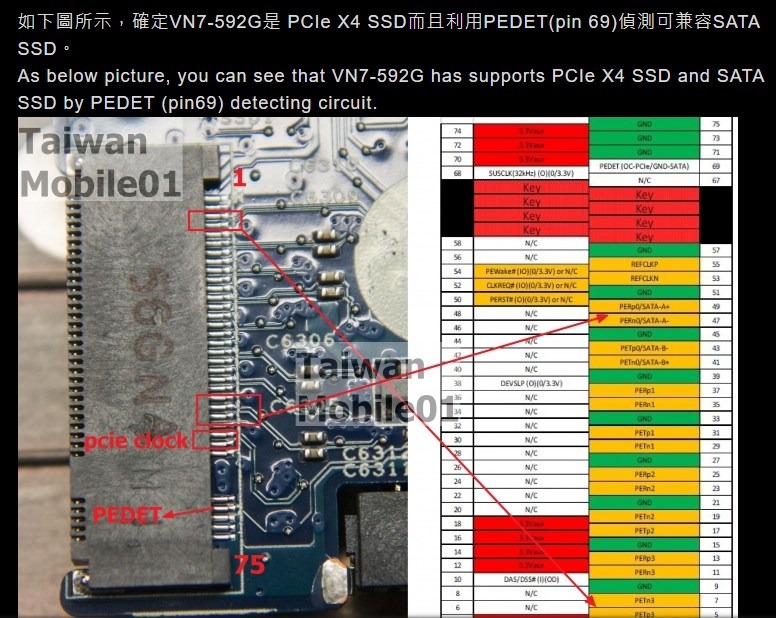 如下圖所示，確定VN7-592G是 PCIe X4 SSD而且利用PEDET(pin 69)偵測可兼容SATA
SSD。
As below picture, you can see that VN7-592G has supports PCIe X4 SSD and SATA
SSD by PEDET (pin69) detecting circuit.
Taiwan
Mobile01
1
C6306
Taiwan
Mobile01
pcie clock
C6312
C6311
PEDET
75
GND 75
74 3.3Vaux
GND 73
72 3.3Vaux
GND 71
70 3.3Vaux
PEDET (OC-PCIe/GND-SATA) 69
68 SUSCLK(32kHz) (O)(0/3.3V)
N/C 67
Key Key
Key Key
Key Key
Key Key
GND 57
58 N/C
REFCLKP 55
56 N/C
REFCLKN 53
54 PEWake# (IO)(0/3.3V) or N/C
GND 51
52 CLKREQ# (IO)(0/3.3V) or N/C
PERp0/SATA-A+ 49
50 PERST# (O)(0/3.3V) or N/C
PERn0/SATA-A- 47
48 N/C
GND 45
46 N/C
PETp0/SATA-B- 43
44 N/C
PETn0/SATA-B+ 41
42 N/C
GND 39
40 N/C
PERp1 37
38 DEVSLP (O)(0/3.3V)
PERn1 35
36 N/C
GND 33
34 N/C
PETp1 31
32 N/C
PETn1 29
30 N/C
GND 27
28 N/C
PERp2 25
26 N/C
PERn2 23
24 N/C
GND 21
22 N/C
PETn2 19
20 N/C
PETp2 17
18 3.3Vaux
GND 15
16 3.3Vaux
PERp3 13
14 3.3Vaux
PERn3 11
12 3.3Vaux
GND 9
10 DAS/DSS# (I)(OD)
PETn3 7
8 N/C
PETp3 5
6 N/C